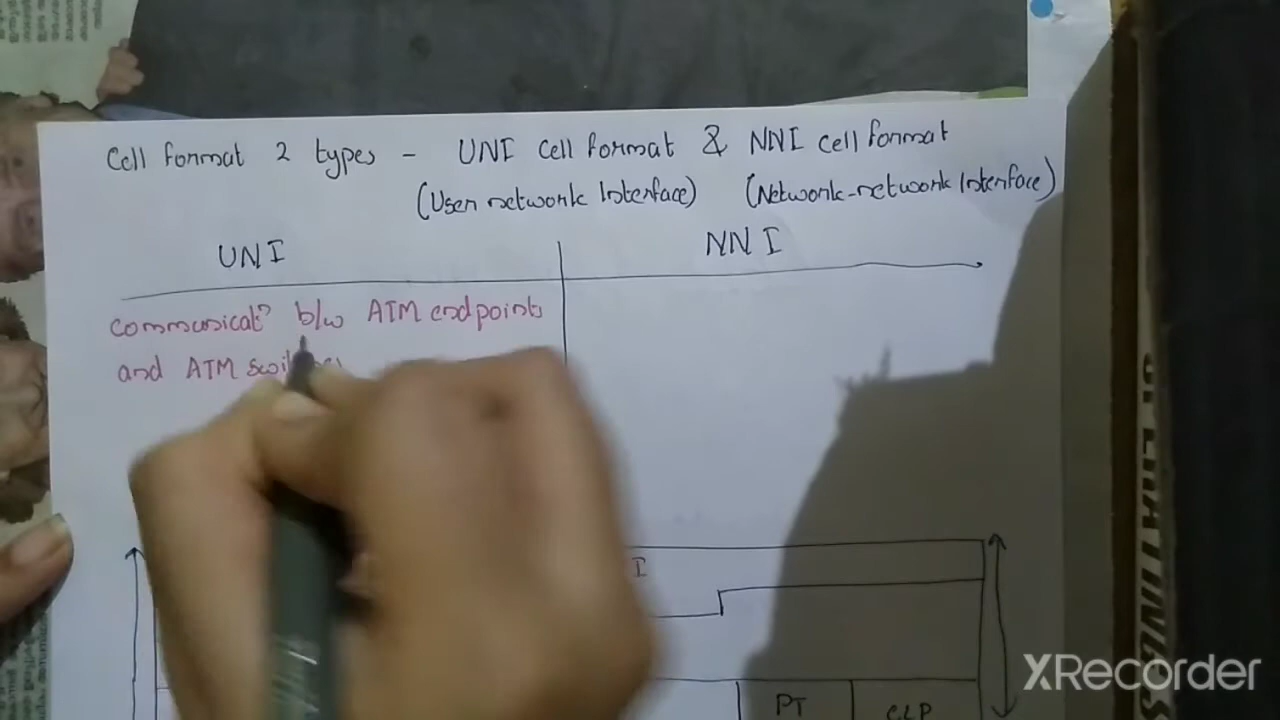 Cell format 2 types - UNI cell format & NNI cell format
(User network Interface) (Network-network Interface)
UNI
NNI
communicatn b/w ATM endpoints
and ATM
I
PT
CLP
XRecorder